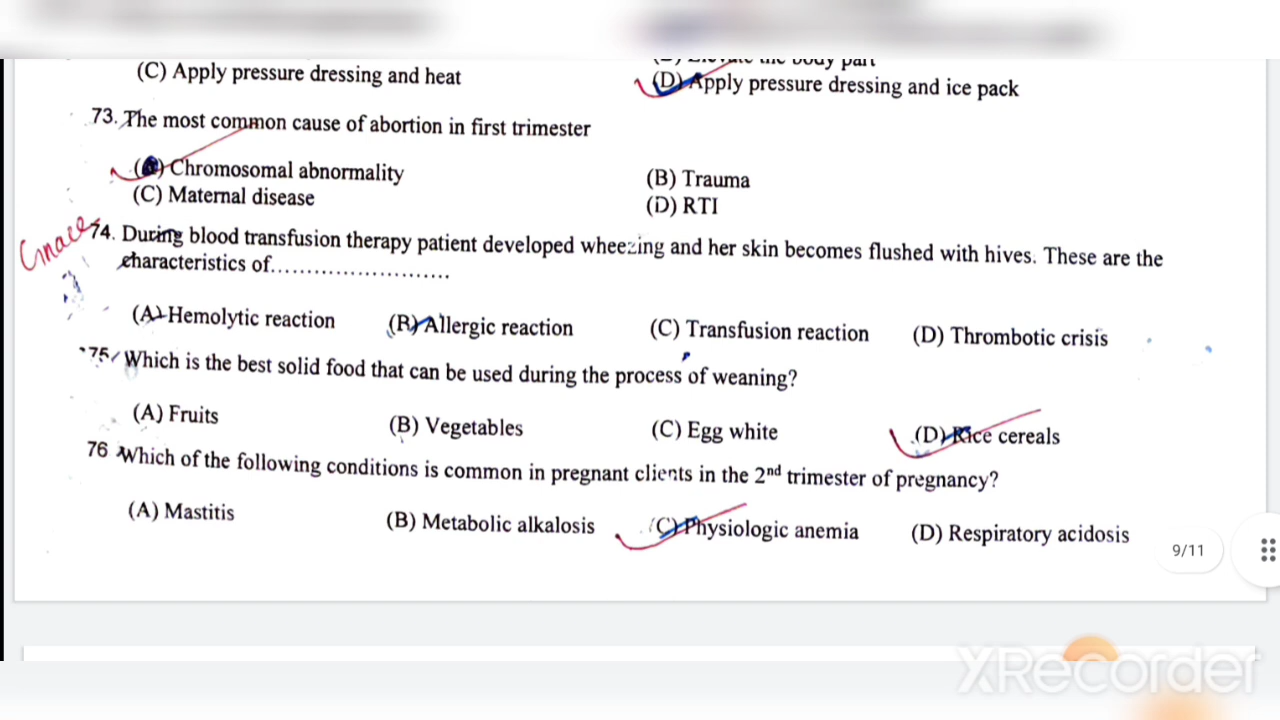 (C) Apply pressure dressing and heat
(D) Apply pressure dressing and ice pack
73. The most common cause of abortion in first trimester
Chromosomal abnormality
(B) Trauma
(C) Maternal disease
(D) RTI
Grace
74. During blood transfusion therapy patient developed wheezing and her skin becomes flushed with hives. These are the
characteristics of.........................
(A) Hemolytic reaction (B) Allergic reaction (C) Transfusion reaction (D) Thrombotic crisis
75. Which is the best solid food that can be used during the process of weaning?
(A) Fruits (B) Vegetables (C) Egg white (D) Rice cereals
76 Which of the following conditions is common in pregnant clients in the 2nd trimester of pregnancy?
(A) Mastitis (B) Metabolic alkalosis (C) Physiologic anemia (D) Respiratory acidosis
9/11
XRecorder